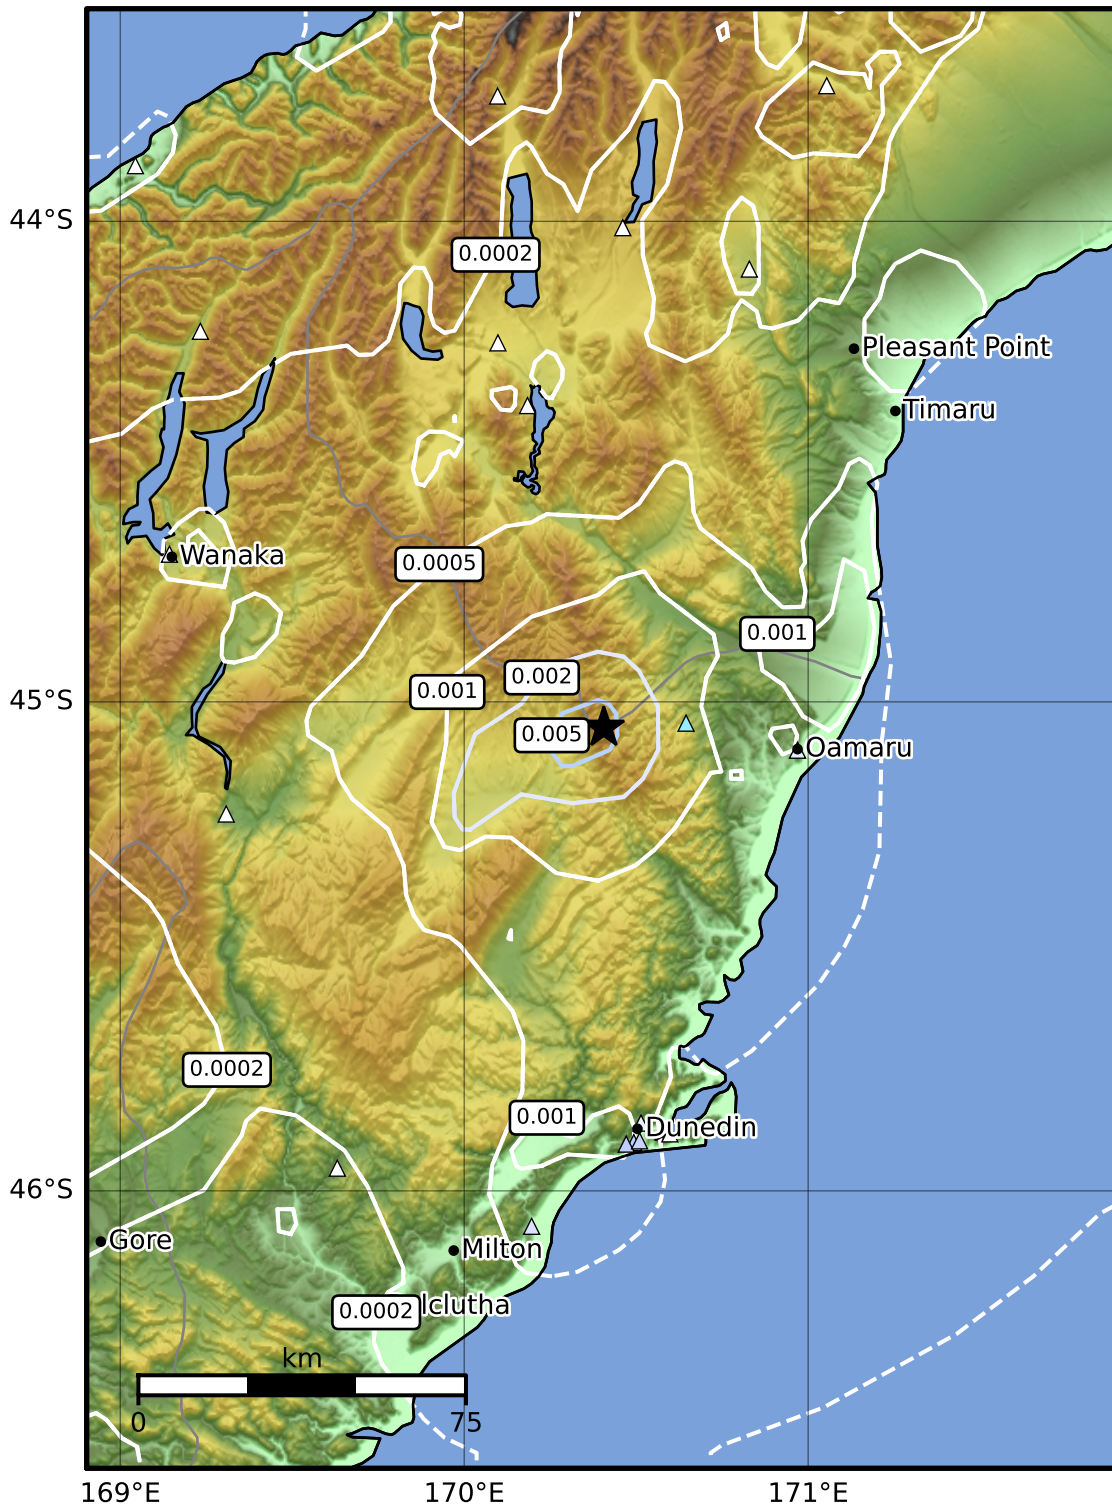 44°S
0.0002
Pleasant Point
Timaru
Wanaka
0.0005
0.001
0.002
0.001
45°S
0.005
Oamaru
0.0002
0.001
Dunedin
46°S
Gore
Milton
0.0002
lclutha
km
0
75
169°E
170°E
171°E